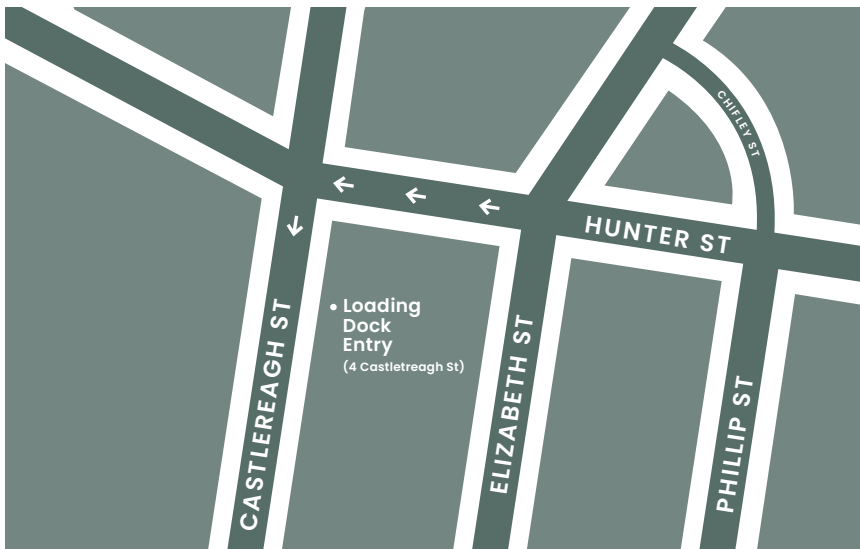 CHIFLEY ST
HUNTER ST
Loading
Dock
Entry
(4 Castletreagh St)
CASTLEREAGH ST
ELIZABETH ST
PHILLIP ST